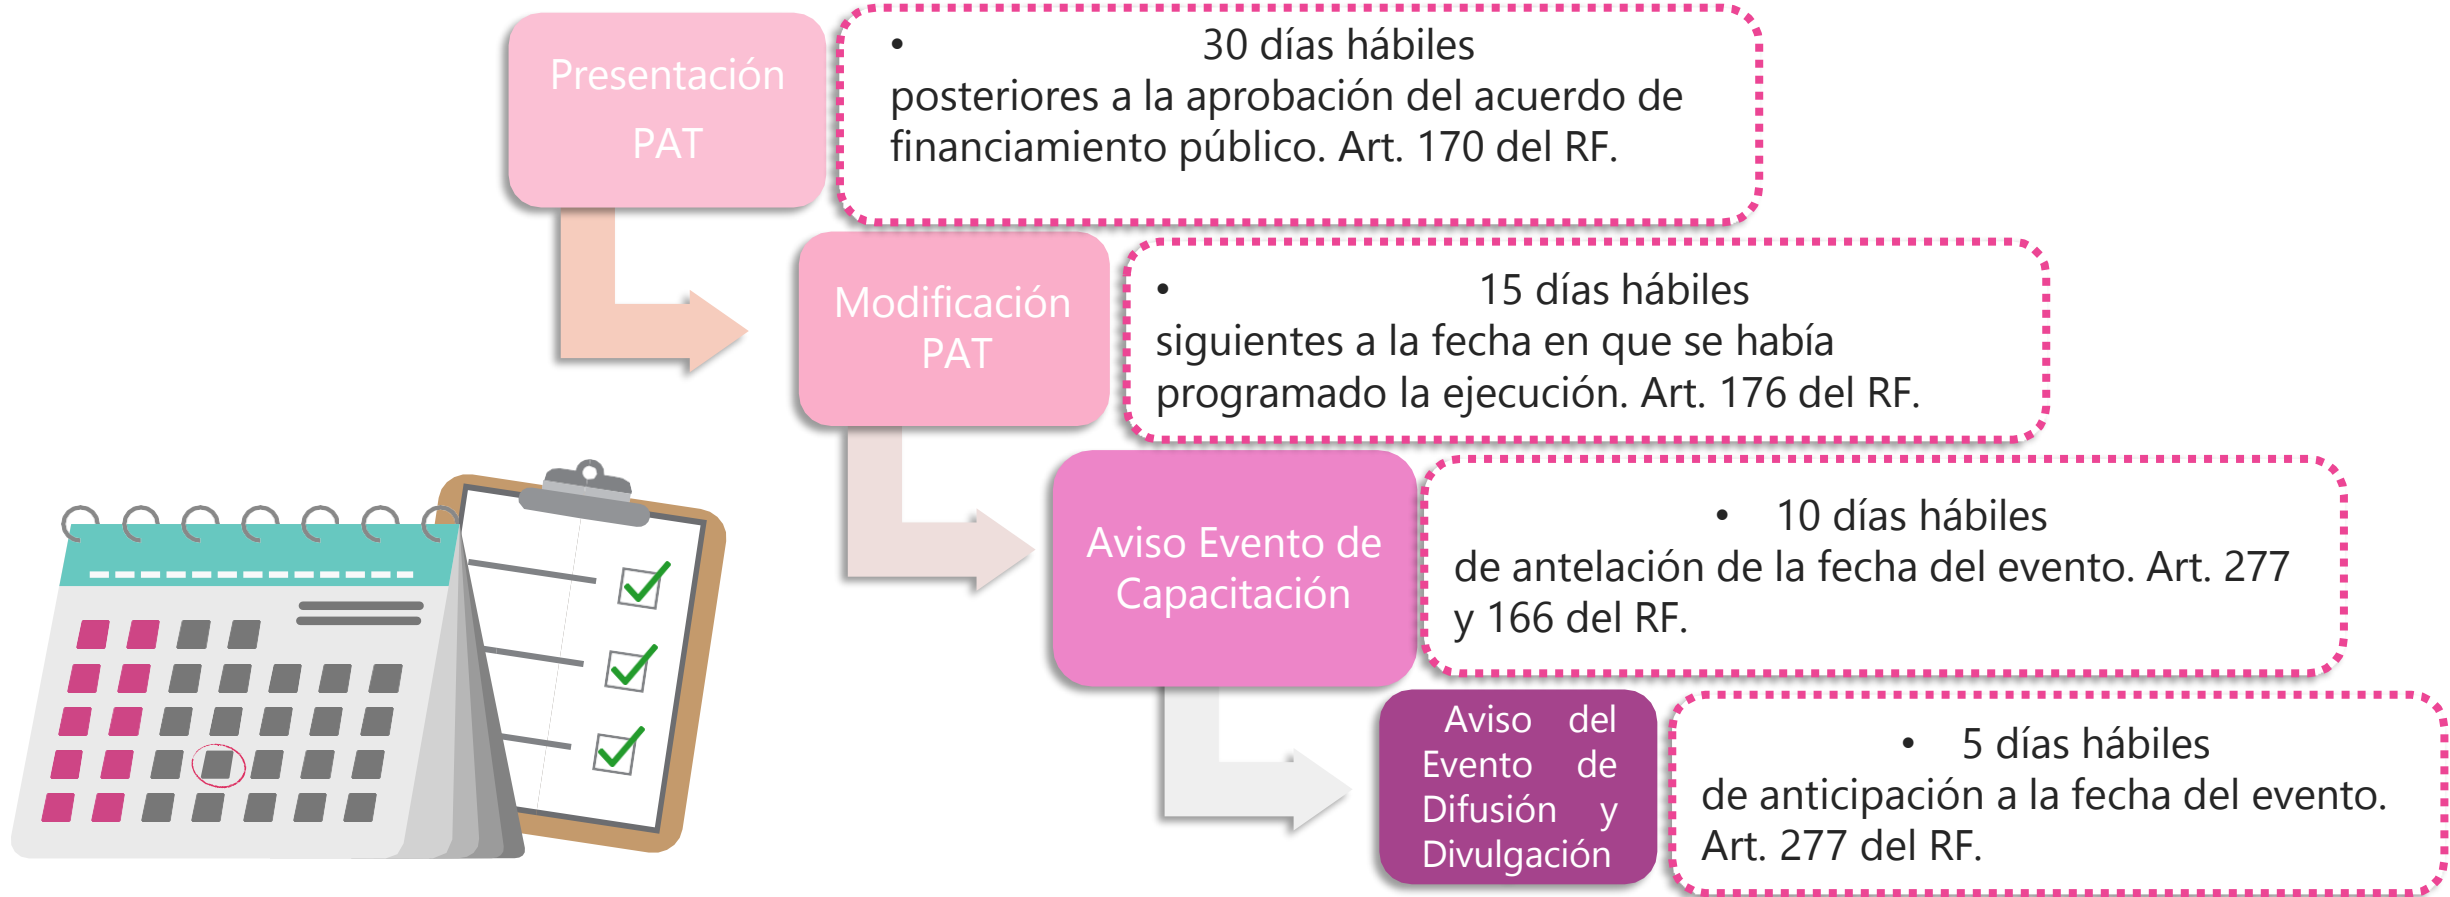 Presentación
PAT
• 30 días hábiles
posteriores a la aprobación del acuerdo de
financiamiento público. Art. 170 del RF.
Modificación
PAT
• 15 días hábiles
siguientes a la fecha en que se había
programado la ejecución. Art. 176 del RF.
Aviso Evento de
Capacitación
• 10 días hábiles
de antelación de la fecha del evento. Art. 277
y 166 del RF.
Aviso del
Evento de
Difusión y
Divulgación
• 5 días hábiles
de anticipación a la fecha del evento.
Art. 277 del RF.